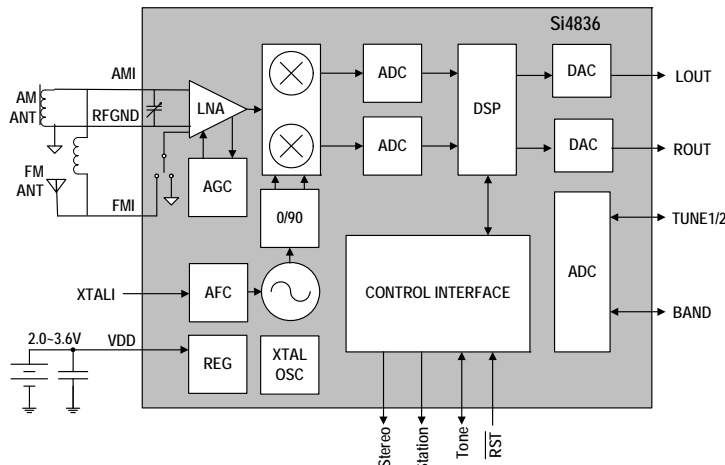 Si4836
AMI
AM
ANT
RFGND
FM
ANT
FMI
LNA
AGC
0/90
ADC
ADC
DSP
DAC
DAC
LOUT
ROUT
TUNE1/2
ADC
BAND
XTALI
AFC
CONTROL INTERFACE
2.0~3.6V
VDD
REG
XTAL
OSC
Stereo
Station
Tone
RST